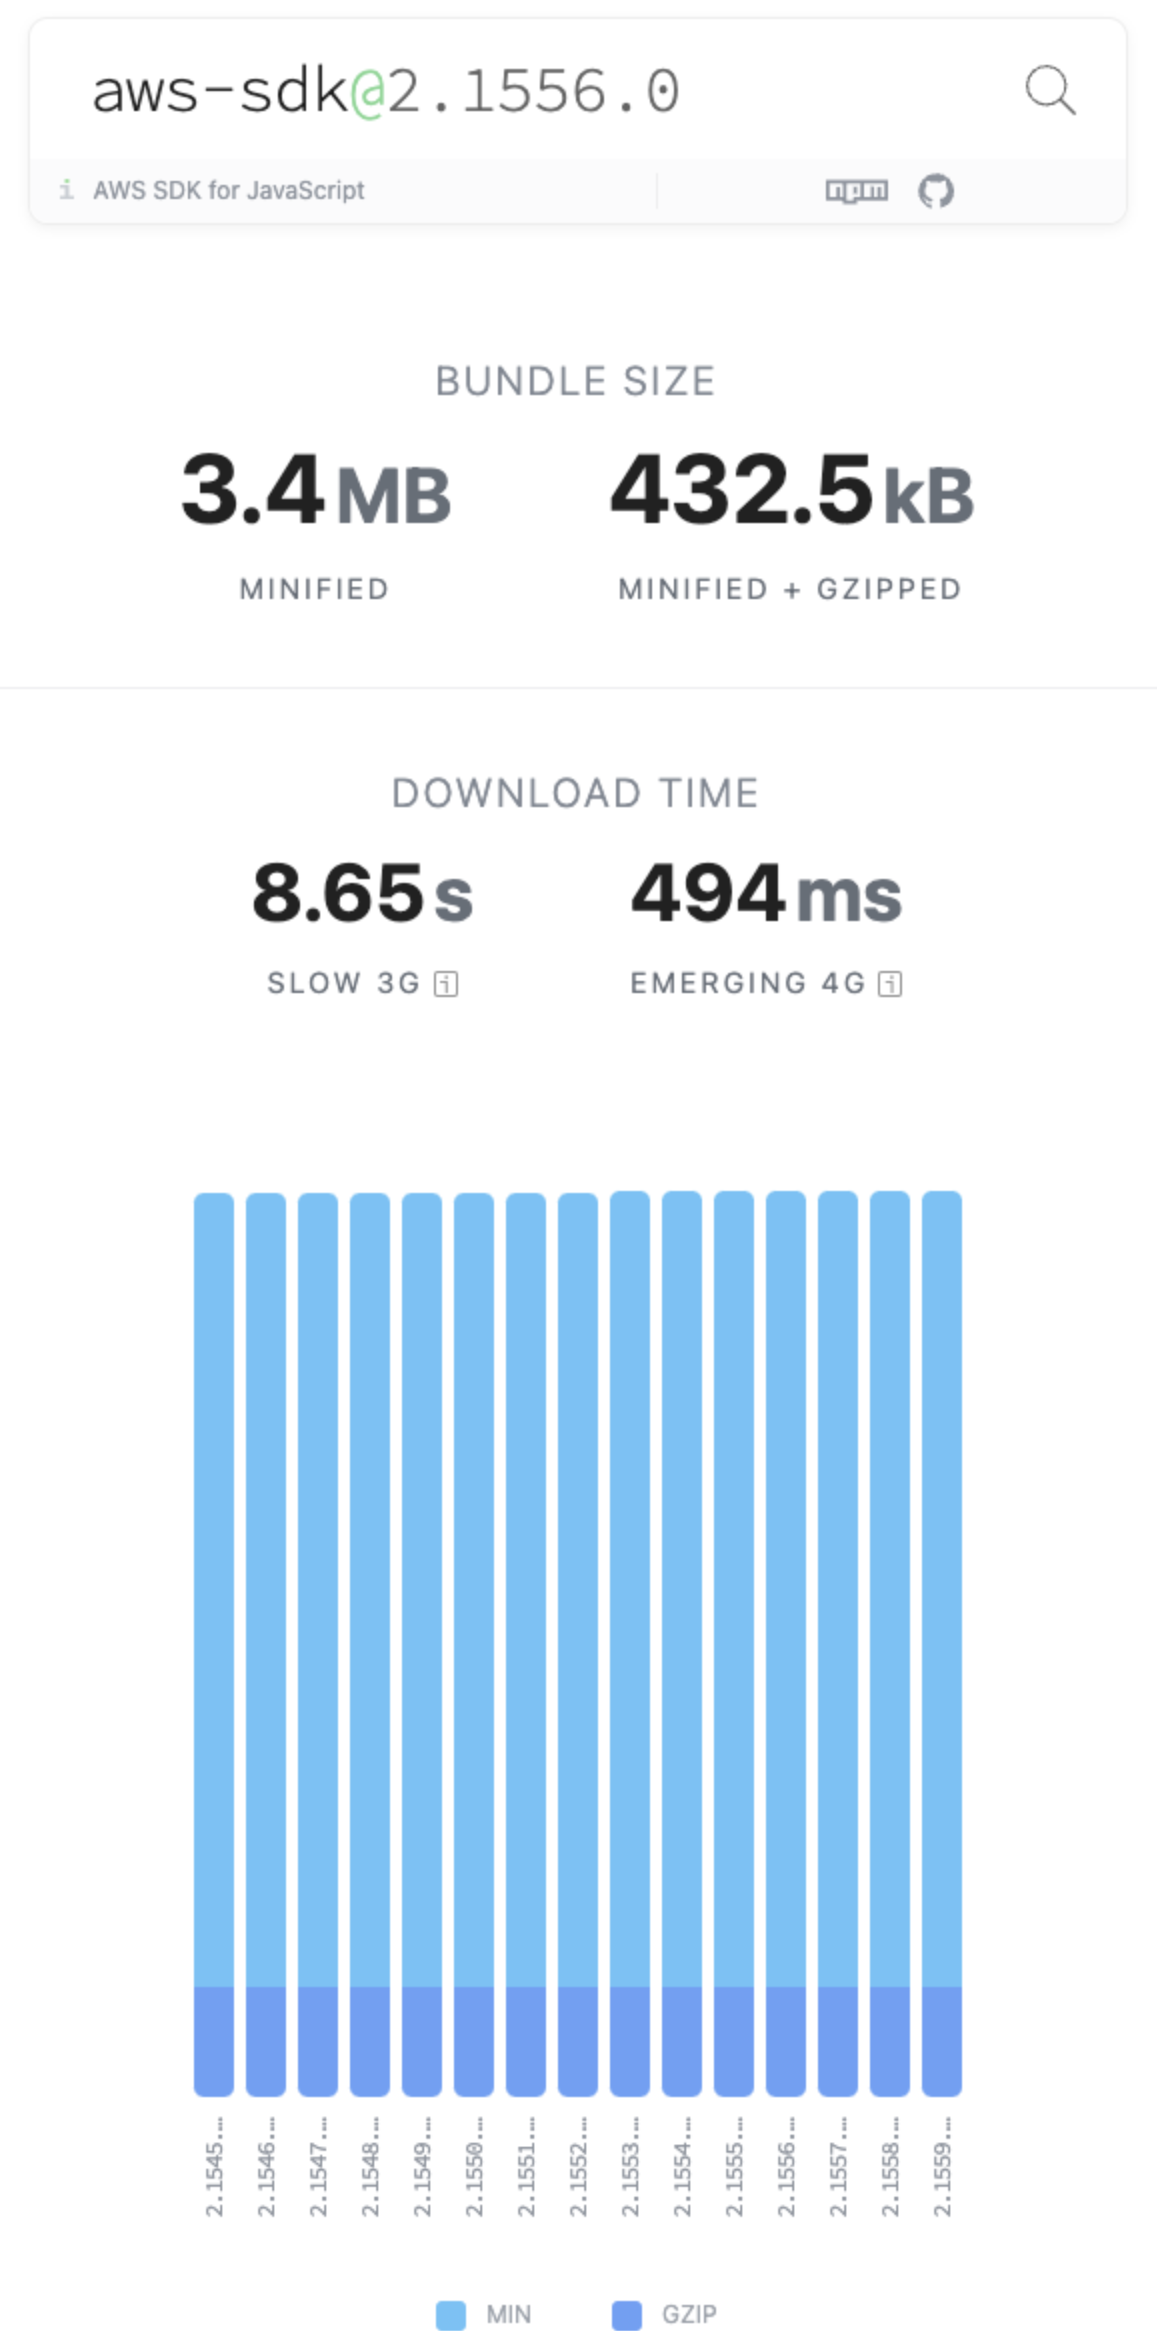 aws-sdk@2.1556.0
i AWS SDK for JavaScript npm
BUNDLE SIZE
3.4 MB 432.5 kB
MINIFIED MINIFIED + GZIPPED
DOWNLOAD TIME
8.65 s 494 ms
SLOW 3G i EMERGING 4G i
2.1545.… 2.1546.… 2.1547.… 2.1548.… 2.1549.… 2.1550.… 2.1551.… 2.1552.… 2.1553.… 2.1554.… 2.1555.… 2.1556.… 2.1557.… 2.1558.… 2.1559.…
MIN GZIP